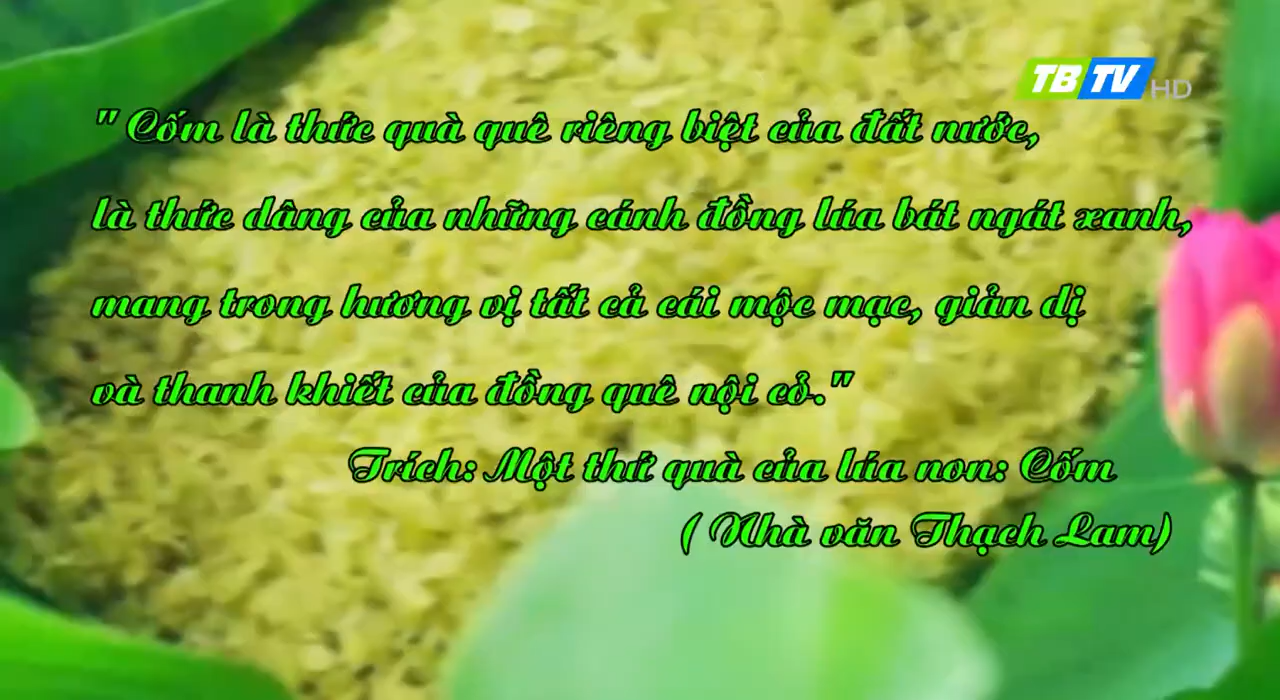 TBTV HD
" Cốm là thức quà quê riêng biệt của đất nước,
là thức dâng của những cánh đồng lúa bát ngát xanh,
mang trong hương vị tất cả cái mộc mạc, giản dị
và thanh khiết của đồng quê nội cỏ."
Trích: Một thứ quà của lúa non: Cốm
( Nhà văn Thạch Lam)